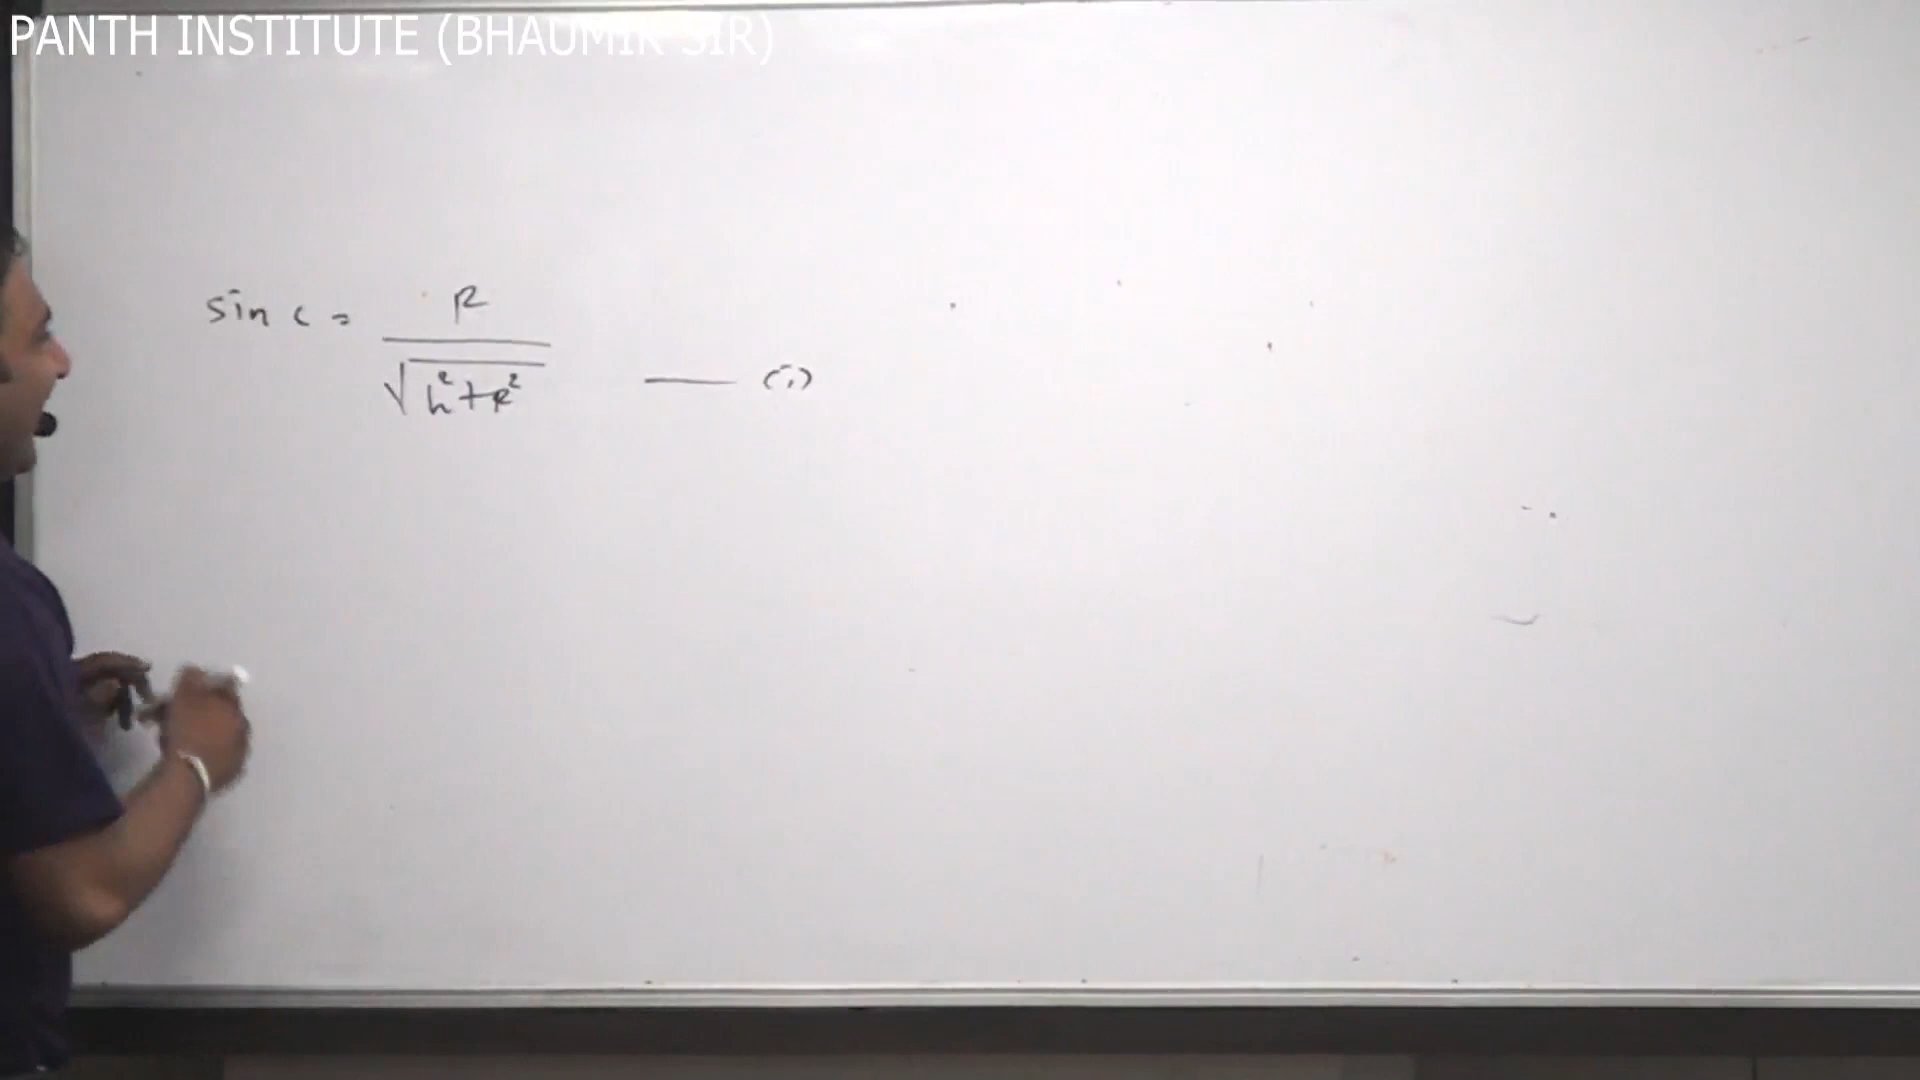 PANTH INSTITUTE (BHAUMIK SIR)
sin c = R / √(h² + R²) —— (i)